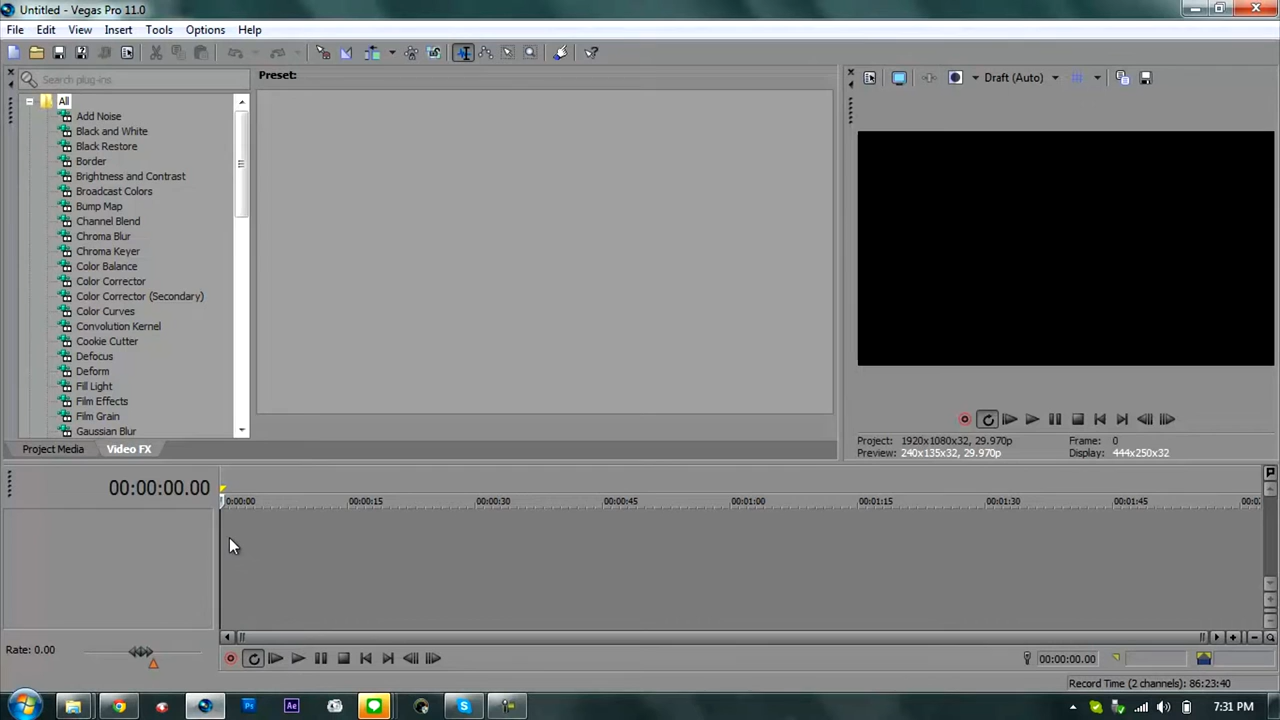 Untitled - Vegas Pro 11.0
File Edit View Insert Tools Options Help
Search plug-ins
Preset:
Draft (Auto)
All
Add Noise
Black and White
Black Restore
Border
Brightness and Contrast
Broadcast Colors
Bump Map
Channel Blend
Chroma Blur
Chroma Keyer
Color Balance
Color Corrector
Color Corrector (Secondary)
Color Curves
Convolution Kernel
Cookie Cutter
Defocus
Deform
Fill Light
Film Effects
Film Grain
Gaussian Blur
Project Media Video FX
Project: 1920x1080x32, 29.970p Frame: 0
Preview: 240x135x32, 29.970p Display: 444x250x32
00:00:00.00
0:00:00 00:00:15 00:00:30 00:00:45 00:01:00 00:01:15 00:01:30 00:01:45
Rate: 0.00
00:00:00.00
Record Time (2 channels): 86:23:40
Ps Ae S 7:31 PM